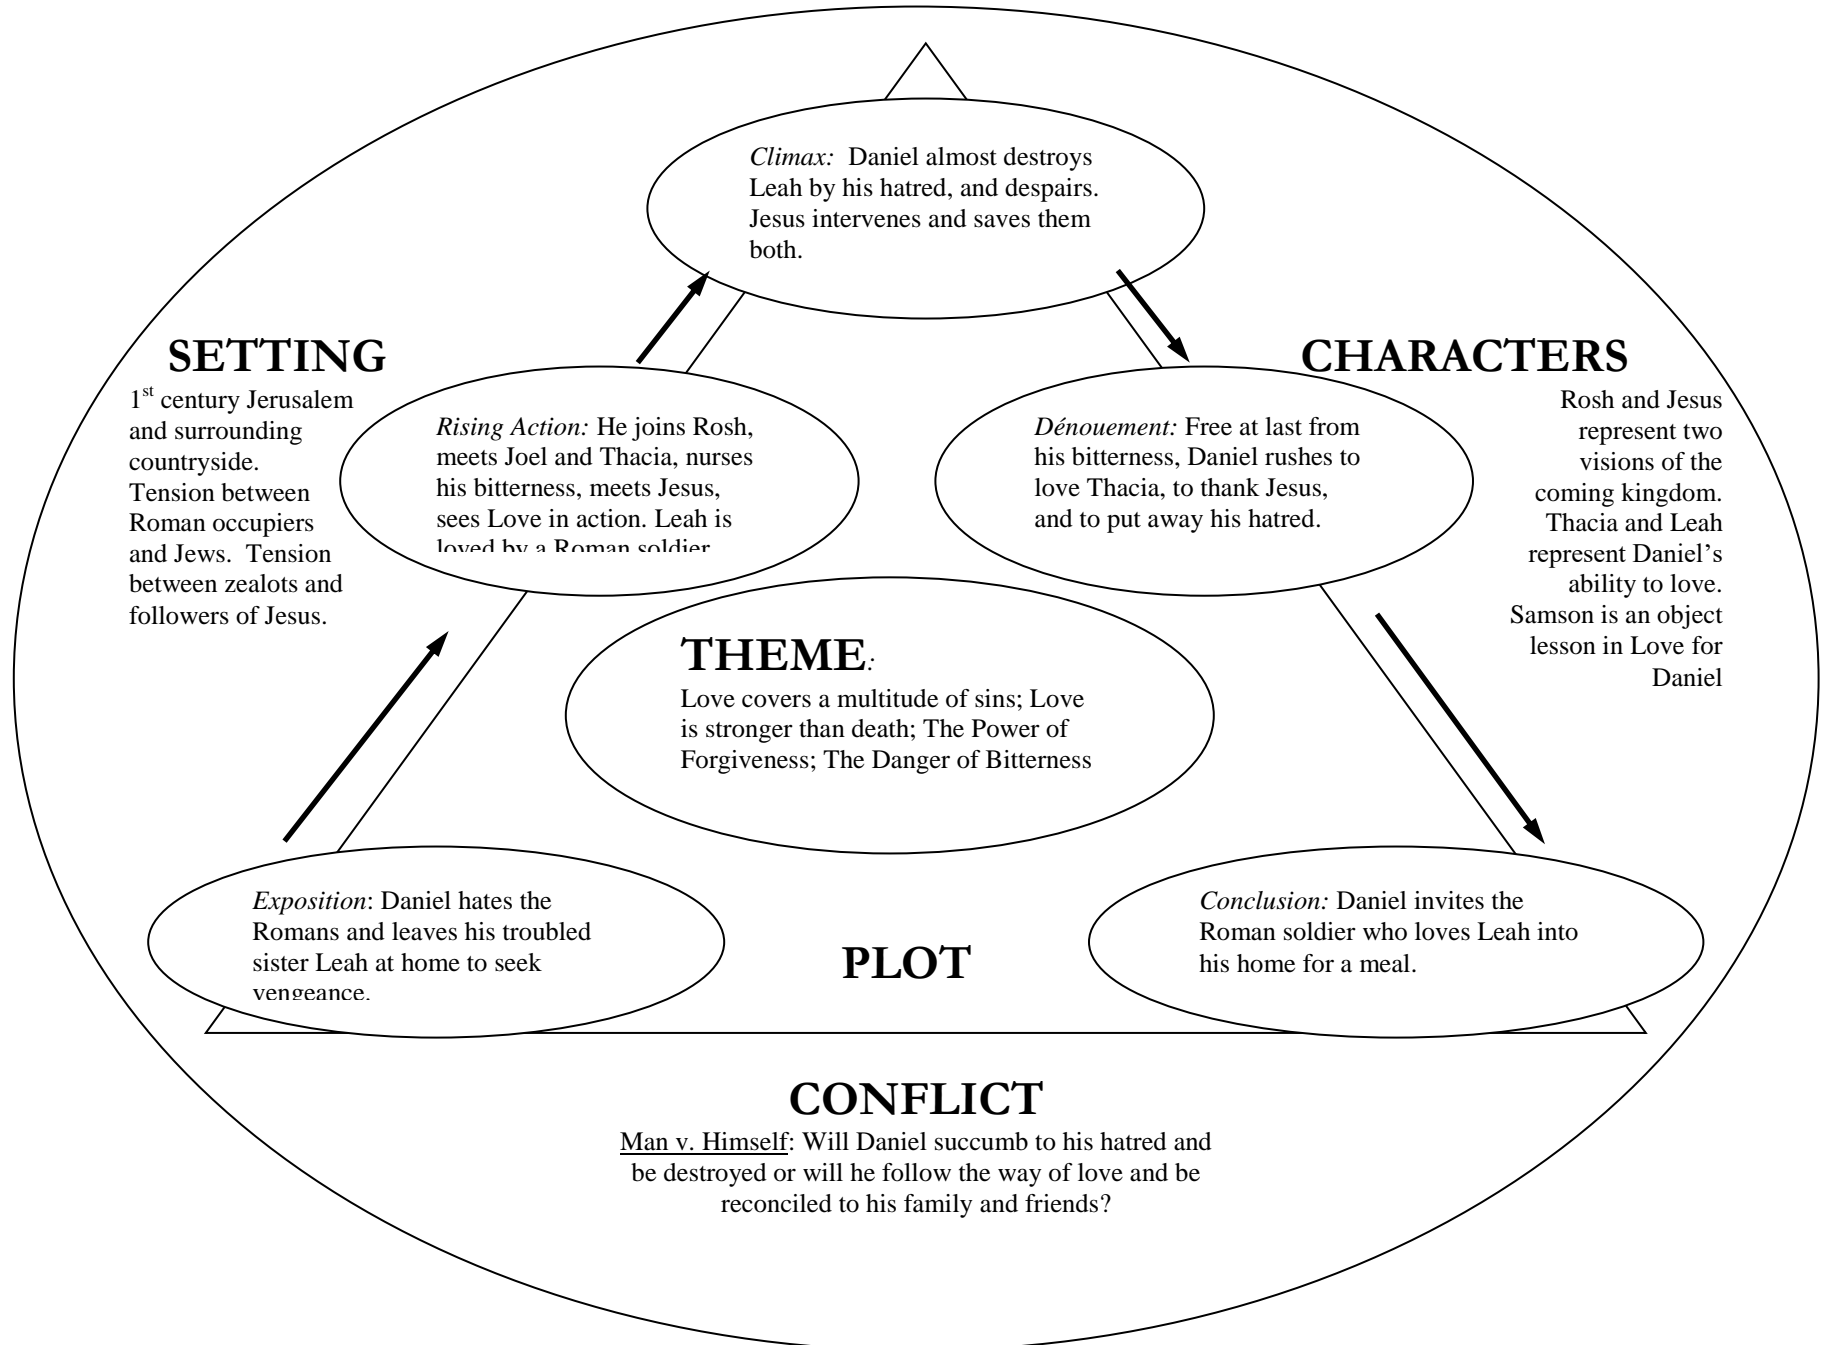 Climax: Daniel almost destroys
Leah by his hatred, and despairs.
Jesus intervenes and saves them
both.
SETTING
1st century Jerusalem
and surrounding
countryside.
Tension between
Roman occupiers
and Jews. Tension
between zealots and
followers of Jesus.
Rising Action: He joins Rosh,
meets Joel and Thacia, nurses
his bitterness, meets Jesus,
sees Love in action. Leah is
loved by a Roman soldier
Dénouement: Free at last from
his bitterness, Daniel rushes to
love Thacia, to thank Jesus,
and to put away his hatred.
CHARACTERS
Rosh and Jesus
represent two
visions of the
coming kingdom.
Thacia and Leah
represent Daniel's
ability to love.
Samson is an object
lesson in Love for
Daniel
THEME:
Love covers a multitude of sins; Love
is stronger than death; The Power of
Forgiveness; The Danger of Bitterness
Exposition: Daniel hates the
Romans and leaves his troubled
sister Leah at home to seek
vengeance.
PLOT
Conclusion: Daniel invites the
Roman soldier who loves Leah into
his home for a meal.
CONFLICT
Man v. Himself: Will Daniel succumb to his hatred and
be destroyed or will he follow the way of love and be
reconciled to his family and friends?